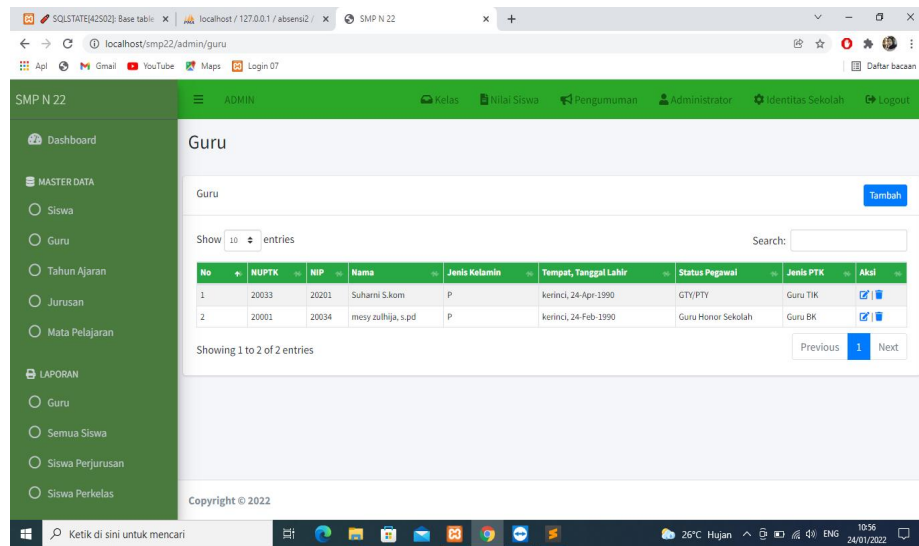 SQLSTATE[42S02]: Base table
localhost / 127.0.0.1 / absensi2 /
SMP N 22
localhost/smp22/admin/guru
Apl
Gmail
YouTube
Maps
Login 07
Daftar bacaan
SMP N 22
ADMIN
Kelas
Nilai Siswa
Pengumuman
Administrator
Identitas Sekolah
Logout
Dashboard
MASTER DATA
Siswa
Guru
Tahun Ajaran
Jurusan
Mata Pelajaran
LAPORAN
Guru
Semua Siswa
Siswa Perjurusan
Siswa Perkelas
Guru
Guru
Tambah
Show 10 entries
Search:
No NUPTK NIP Nama Jenis Kelamin Tempat, Tanggal Lahir Status Pegawai Jenis PTK Aksi
1 20033 20201 Suharni S.kom P kerinci, 24-Apr-1990 GTY/PTY Guru TIK |
2 20001 20034 mesy zulhija, s.pd P kerinci, 24-Feb-1990 Guru Honor Sekolah Guru BK |
Showing 1 to 2 of 2 entries
Previous 1 Next
Copyright © 2022
Ketik di sini untuk mencari
26°C Hujan
ENG
10:56
24/01/2022